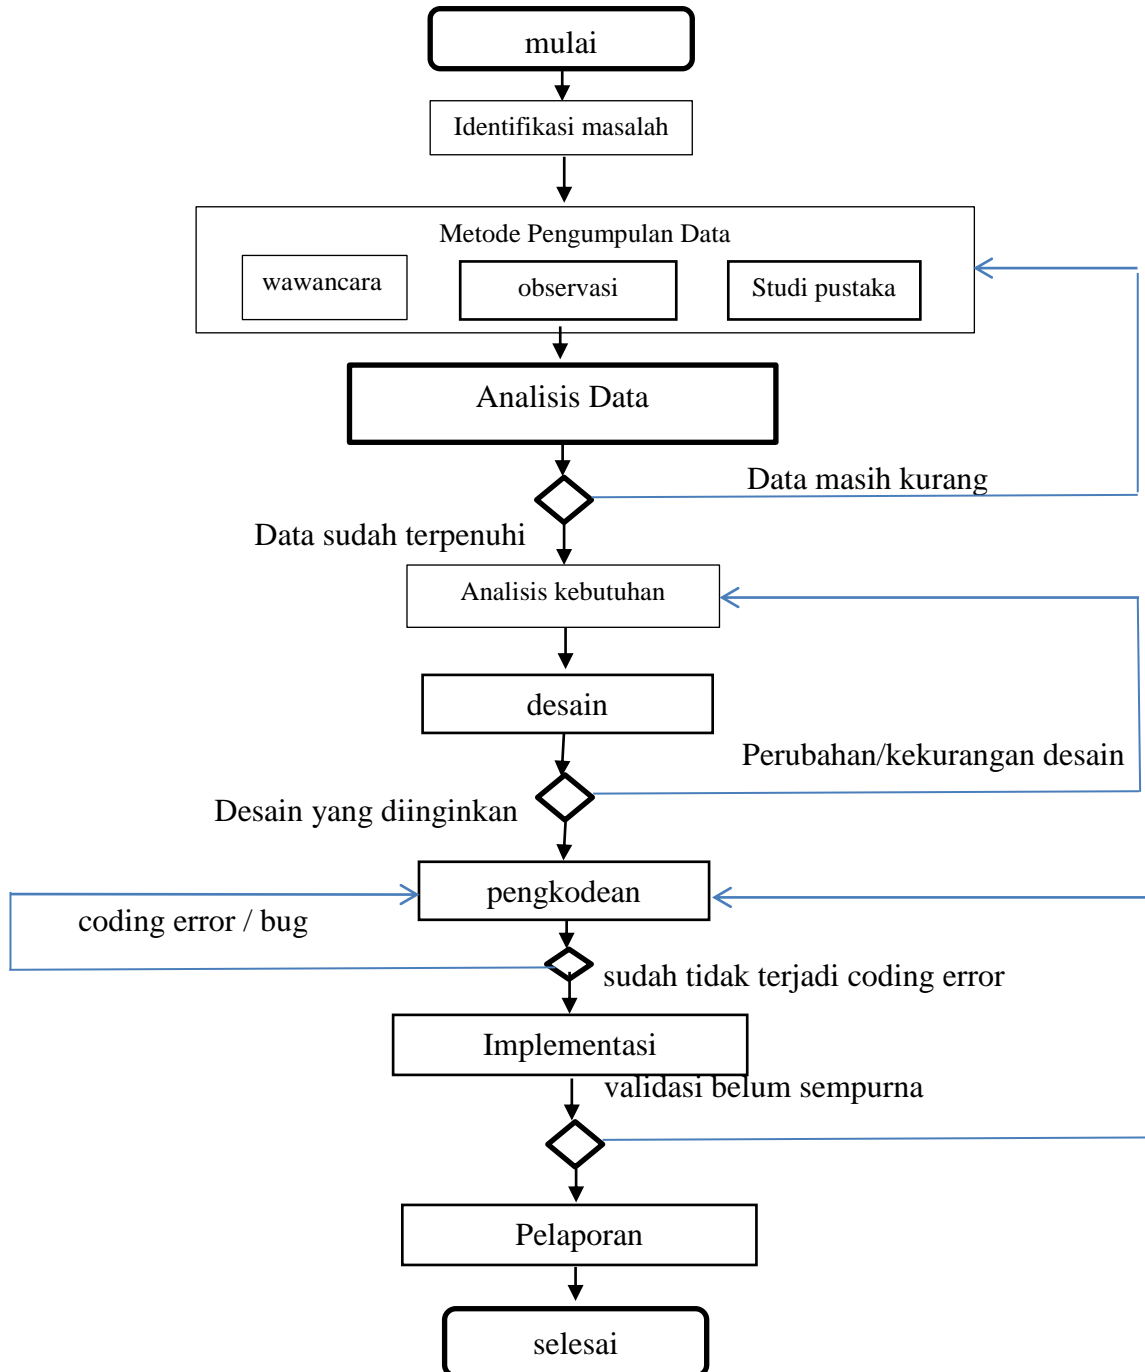 mulai
Identifikasi masalah
Metode Pengumpulan Data
wawancara
observasi
Studi pustaka
Analisis Data
Data masih kurang
Data sudah terpenuhi
Analisis kebutuhan
desain
Perubahan/kekurangan desain
Desain yang diinginkan
pengkodean
coding error / bug
sudah tidak terjadi coding error
Implementasi
validasi belum sempurna
Pelaporan
selesai